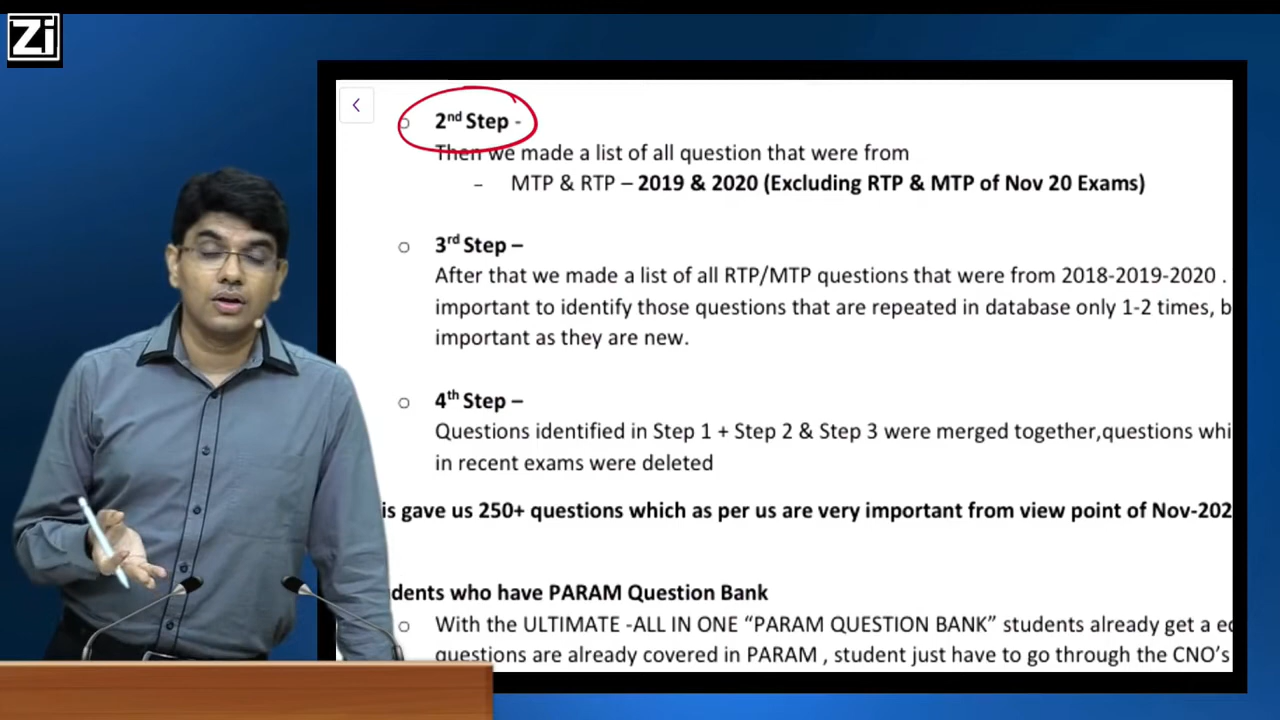 Zi
2nd Step -
Then we made a list of all question that were from
- MTP & RTP – 2019 & 2020 (Excluding RTP & MTP of Nov 20 Exams)
o 3rd Step –
After that we made a list of all RTP/MTP questions that were from 2018-2019-2020 .
important to identify those questions that are repeated in database only 1-2 times, b
important as they are new.
o 4th Step –
Questions identified in Step 1 + Step 2 & Step 3 were merged together,questions whi
in recent exams were deleted
is gave us 250+ questions which as per us are very important from view point of Nov-202
dents who have PARAM Question Bank
o With the ULTIMATE -ALL IN ONE “PARAM QUESTION BANK” students already get a e
questions are already covered in PARAM , student just have to go through the CNO’s